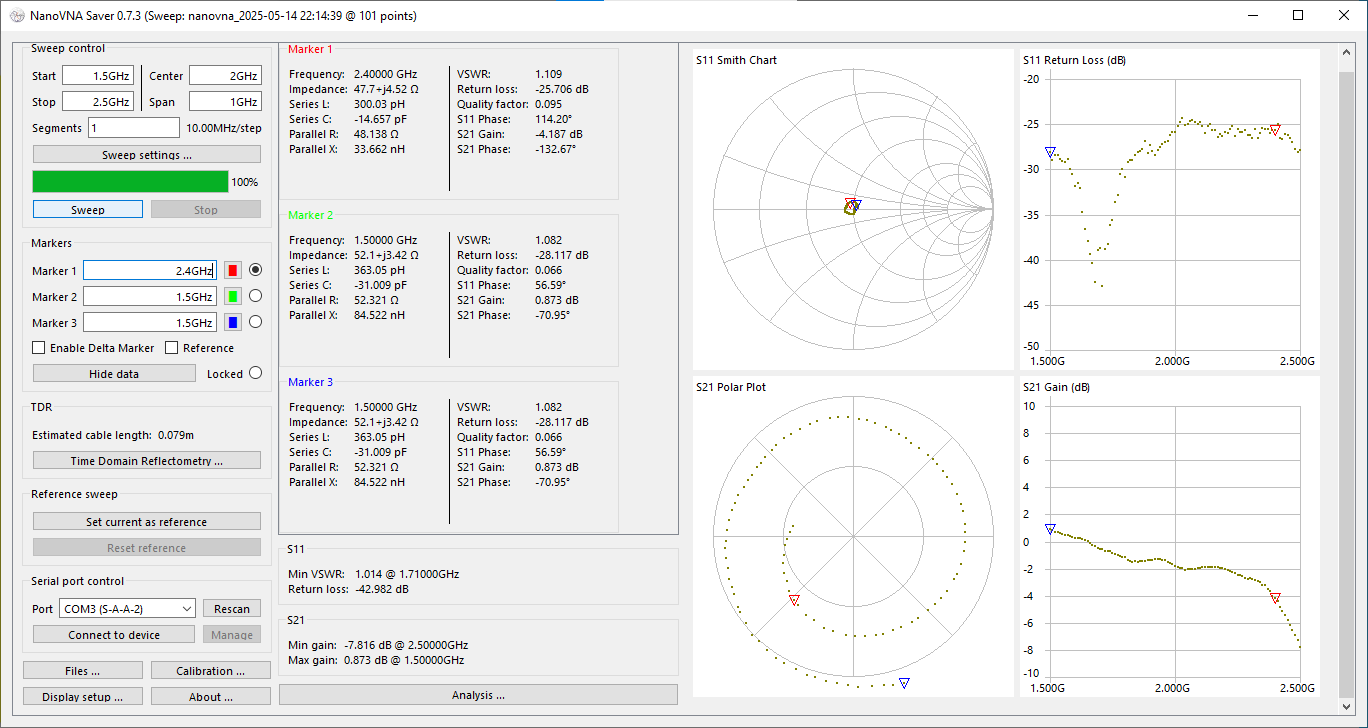 NanoVNA Saver 0.7.3 (Sweep: nanovna_2025-05-14 22:14:39 @ 101 points)
Sweep control
Start 1.5GHz Center 2GHz
Stop 2.5GHz Span 1GHz
Segments 1 10.00MHz/step
Sweep settings ...
100%
Sweep Stop
Markers
Marker 1 2.4GHz
Marker 2 1.5GHz
Marker 3 1.5GHz
Enable Delta Marker Reference
Hide data Locked
TDR
Estimated cable length: 0.079m
Time Domain Reflectometry ...
Reference sweep
Set current as reference
Reset reference
Serial port control
Port COM3 (S-A-A-2) Rescan
Connect to device Manage
Files ... Calibration ...
Display setup ... About ...
Marker 1
Frequency: 2.40000 GHz VSWR: 1.109
Impedance: 47.7+j4.52 Ω Return loss: -25.706 dB
Series L: 300.03 pH Quality factor: 0.095
Series C: -14.657 pF S11 Phase: 114.20°
Parallel R: 48.138 Ω S21 Gain: -4.187 dB
Parallel X: 33.662 nH S21 Phase: -132.67°
Marker 2
Frequency: 1.50000 GHz VSWR: 1.082
Impedance: 52.1+j3.42 Ω Return loss: -28.117 dB
Series L: 363.05 pH Quality factor: 0.066
Series C: -31.009 pF S11 Phase: 56.59°
Parallel R: 52.321 Ω S21 Gain: 0.873 dB
Parallel X: 84.522 nH S21 Phase: -70.95°
Marker 3
Frequency: 1.50000 GHz VSWR: 1.082
Impedance: 52.1+j3.42 Ω Return loss: -28.117 dB
Series L: 363.05 pH Quality factor: 0.066
Series C: -31.009 pF S11 Phase: 56.59°
Parallel R: 52.321 Ω S21 Gain: 0.873 dB
Parallel X: 84.522 nH S21 Phase: -70.95°
S11
Min VSWR: 1.014 @ 1.71000GHz
Return loss: -42.982 dB
S21
Min gain: -7.816 dB @ 2.50000GHz
Max gain: 0.873 dB @ 1.50000GHz
Analysis ...
S11 Smith Chart
S11 Return Loss (dB)
-20
-25
-30
-35
-40
-45
-50
1.500G 2.000G 2.500G
S21 Polar Plot
S21 Gain (dB)
10
8
6
4
2
0
-2
-4
-6
-8
-10
1.500G 2.000G 2.500G